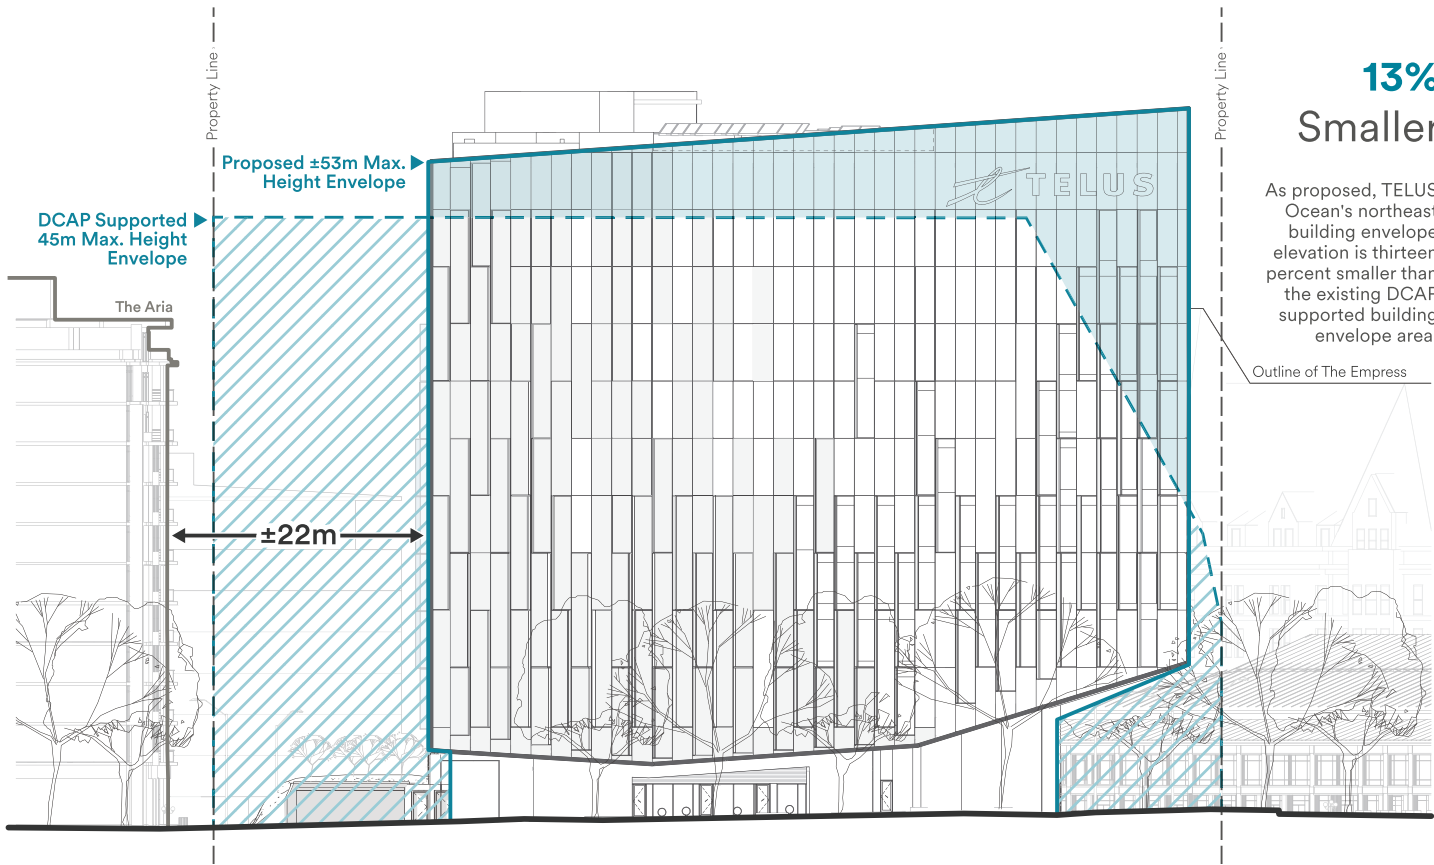 Property Line
Property Line
13%
Smaller
Proposed ±53m Max.
Height Envelope
As proposed, TELUS
Ocean's northeast
building envelope
elevation is thirteen
percent smaller than
the existing DCAP
supported building
envelope area
TELUS
DCAP Supported
45m Max. Height
Envelope
The Aria
Outline of The Empress
±22m